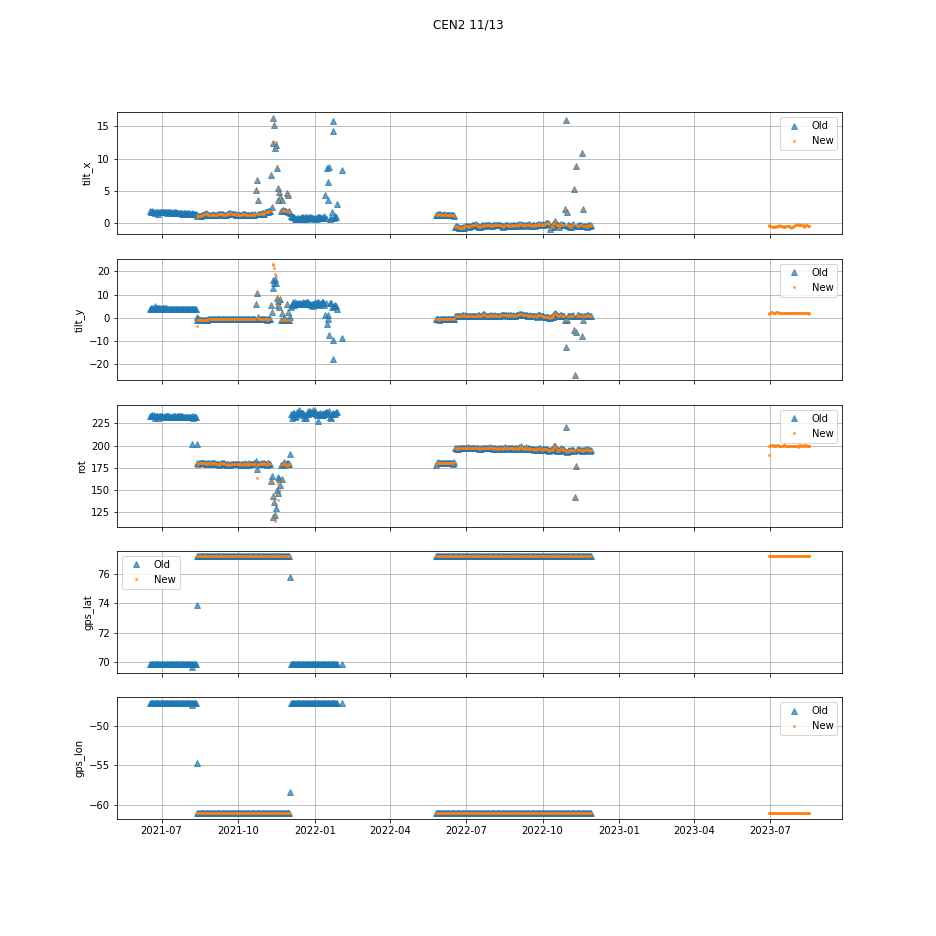 CEN2 11/13
tilt_x
15
10
5
0
Old
New
tilt_y
20
10
0
−10
−20
Old
New
rot
225
200
175
150
125
Old
New
gps_lat
76
74
72
70
Old
New
gps_lon
−50
−55
−60
Old
New
2021-07 2021-10 2022-01 2022-04 2022-07 2022-10 2023-01 2023-04 2023-07